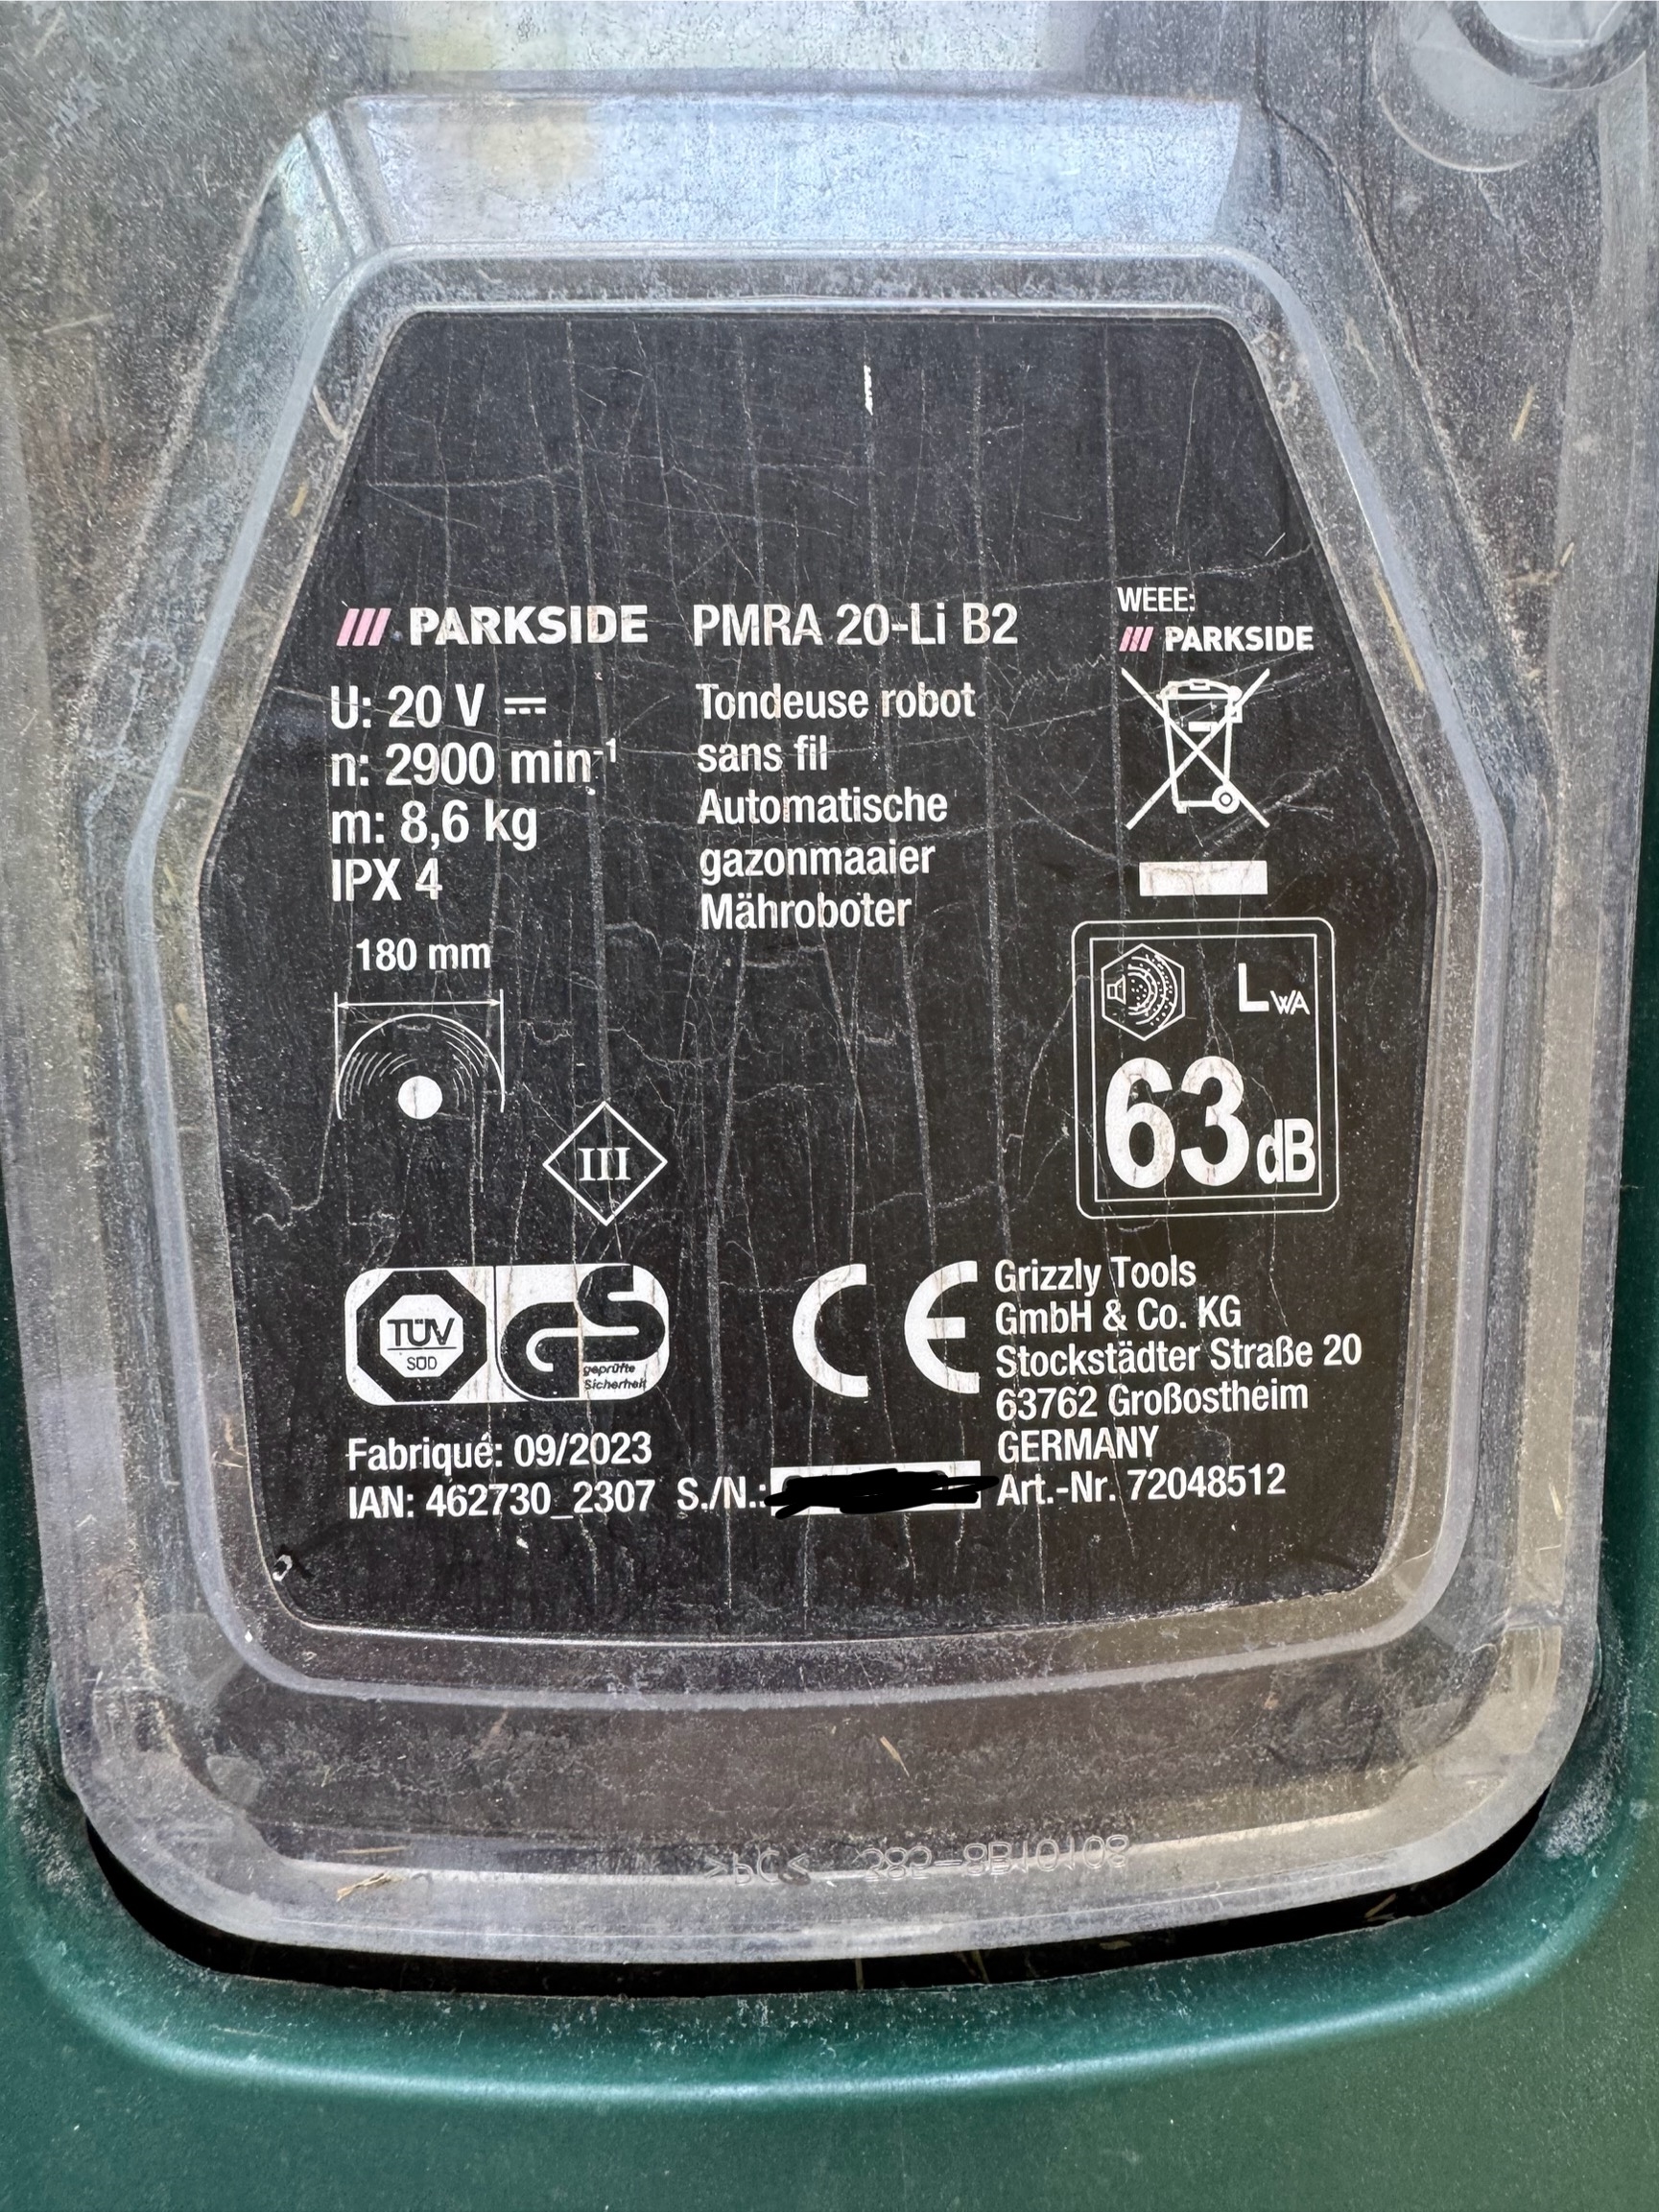 PARKSIDE PMRA 20-Li B2
U: 20 V
n: 2900 min-1
m: 8,6 kg
IPX 4
180 mm
Tondeuse robot
sans fil
Automatische
gazonmaaier
Mähroboter
WEEE:
PARKSIDE
LWA
63 dB
III
TÜV
SÜD
GS
geprüfte
Sicherheit
CE
Grizzly Tools
GmbH & Co. KG
Stockstädter Straße 20
63762 Großostheim
GERMANY
Art.-Nr. 72048512
Fabriqué: 09/2023
IAN: 462730_2307 S./N.:
>PC<